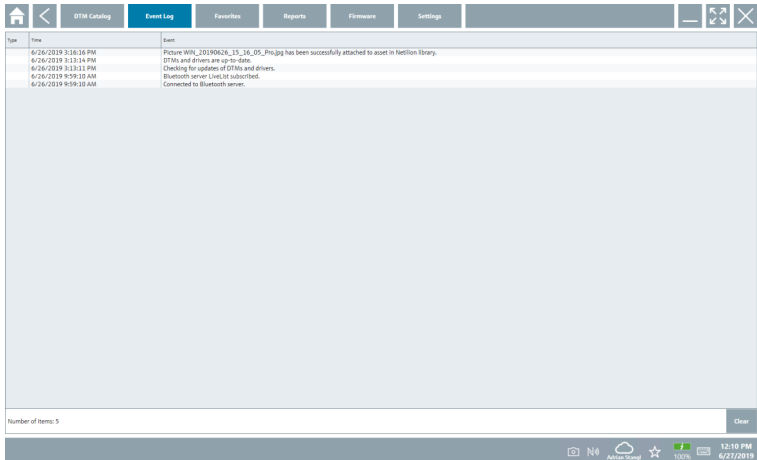 DTM Catalog Event Log Favorites Reports Firmware Settings
Type Time Event
6/26/2019 3:16:16 PM Picture WIN_20190626_15_16_05_Pro.jpg has been successfully attached to asset in Netilion library.
6/26/2019 3:13:14 PM DTMs and drivers are up-to-date.
6/26/2019 3:13:11 PM Checking for updates of DTMs and drivers.
6/26/2019 9:59:10 AM Bluetooth server LiveList subscribed.
6/26/2019 9:59:10 AM Connected to Bluetooth server.
Number of Items: 5 Clear
Adrian Stanal 100% 12:10 PM
6/27/2019